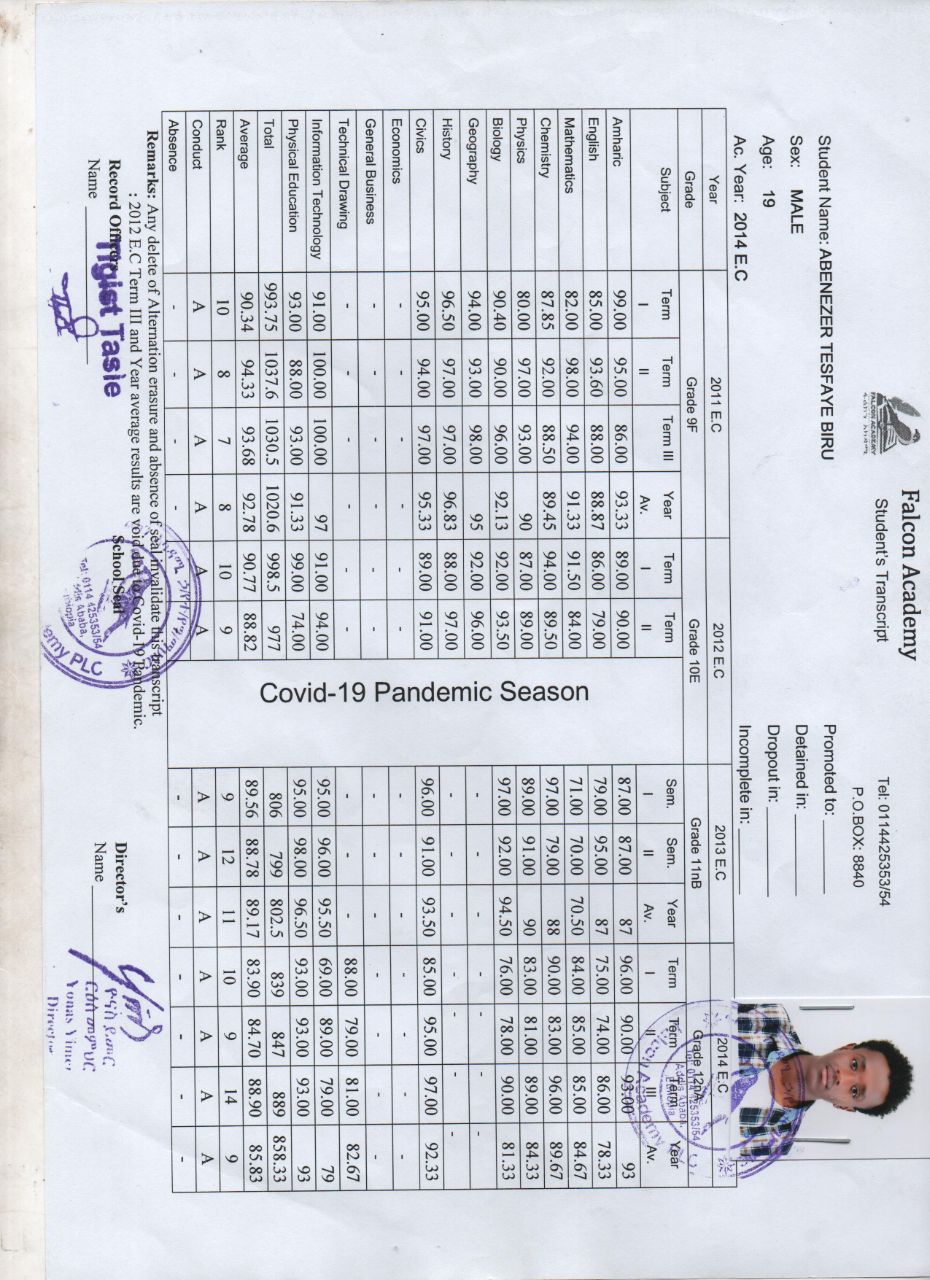 Falcon Academy
Student's Transcript
FALCON ACADEMY
ፋልከን አካዳሚ
Tel: 0114425353/54
P.O.BOX: 8840
Student Name: ABENEZER TESFAYE BIRU
Sex: MALE
Age: 19
Ac. Year: 2014 E.C
Promoted to:
Detained in:
Dropout in:
Incomplete in:
Year 2011 E.C 2012 E.C 2013 E.C 2014 E.C
Grade Grade 9F Grade 10E Grade 11nB Grade 12nA
Subject Term I Term II Term III Year Av. Term I Term II Sem. I Sem. II Year Av. Term I Term II Term III Year Av.
Amharic 99.00 95.00 86.00 93.33 89.00 90.00 87.00 87.00 87 96.00 90.00 93.00 93
English 85.00 93.60 88.00 88.87 86.00 79.00 79.00 95.00 87 75.00 74.00 86.00 78.33
Mathematics 82.00 98.00 94.00 91.33 91.50 84.00 71.00 70.00 70.50 84.00 85.00 85.00 84.67
Chemistry 87.85 92.00 88.50 89.45 94.00 89.50 97.00 79.00 88 90.00 83.00 96.00 89.67
Physics 80.00 97.00 93.00 90 87.00 89.00 89.00 91.00 90 83.00 81.00 89.00 84.33
Biology 90.40 90.00 96.00 92.13 92.00 93.50 97.00 92.00 94.50 76.00 78.00 90.00 81.33
Geography 94.00 93.00 98.00 95 92.00 96.00 - - - - - - -
History 96.50 97.00 97.00 96.83 88.00 97.00 - - - - - - -
Civics 95.00 94.00 97.00 95.33 89.00 91.00 96.00 91.00 93.50 85.00 95.00 97.00 92.33
Economics - - - - - - - - - -
General Business - - - - - - - - - -
Technical Drawing - - - - - - - - 88.00 79.00 81.00 82.67
Information Technology 91.00 100.00 100.00 97 91.00 94.00 95.00 96.00 95.50 69.00 89.00 79.00 79
Physical Education 93.00 88.00 93.00 91.33 99.00 74.00 95.00 98.00 96.50 93.00 93.00 93.00 93
Total 993.75 1037.6 1030.5 1020.6 998.5 977 806 799 802.5 839 847 889 858.33
Average 90.34 94.33 93.68 92.78 90.77 88.82 89.56 88.78 89.17 83.90 84.70 88.90 85.83
Rank 10 8 7 8 10 9 9 12 11 10 9 14 9
Conduct A A A A A A A A A A A A A
Absence - - - - - - - - - - -
Covid-19 Pandemic Season
Remarks: Any delete of Alternation erasure and absence of seal invalidate this transcript
: 2012 E.C Term III and Year average results are void due to Covid-19 Pandemic.
Record Officer's School Seal Director's
Name Name
Tigist Tasie
Tel: 0114 425353/54
Addis Ababa,
Ethiopia
PLC
Academy
Addis Ababa
Yonas Yimer
Director